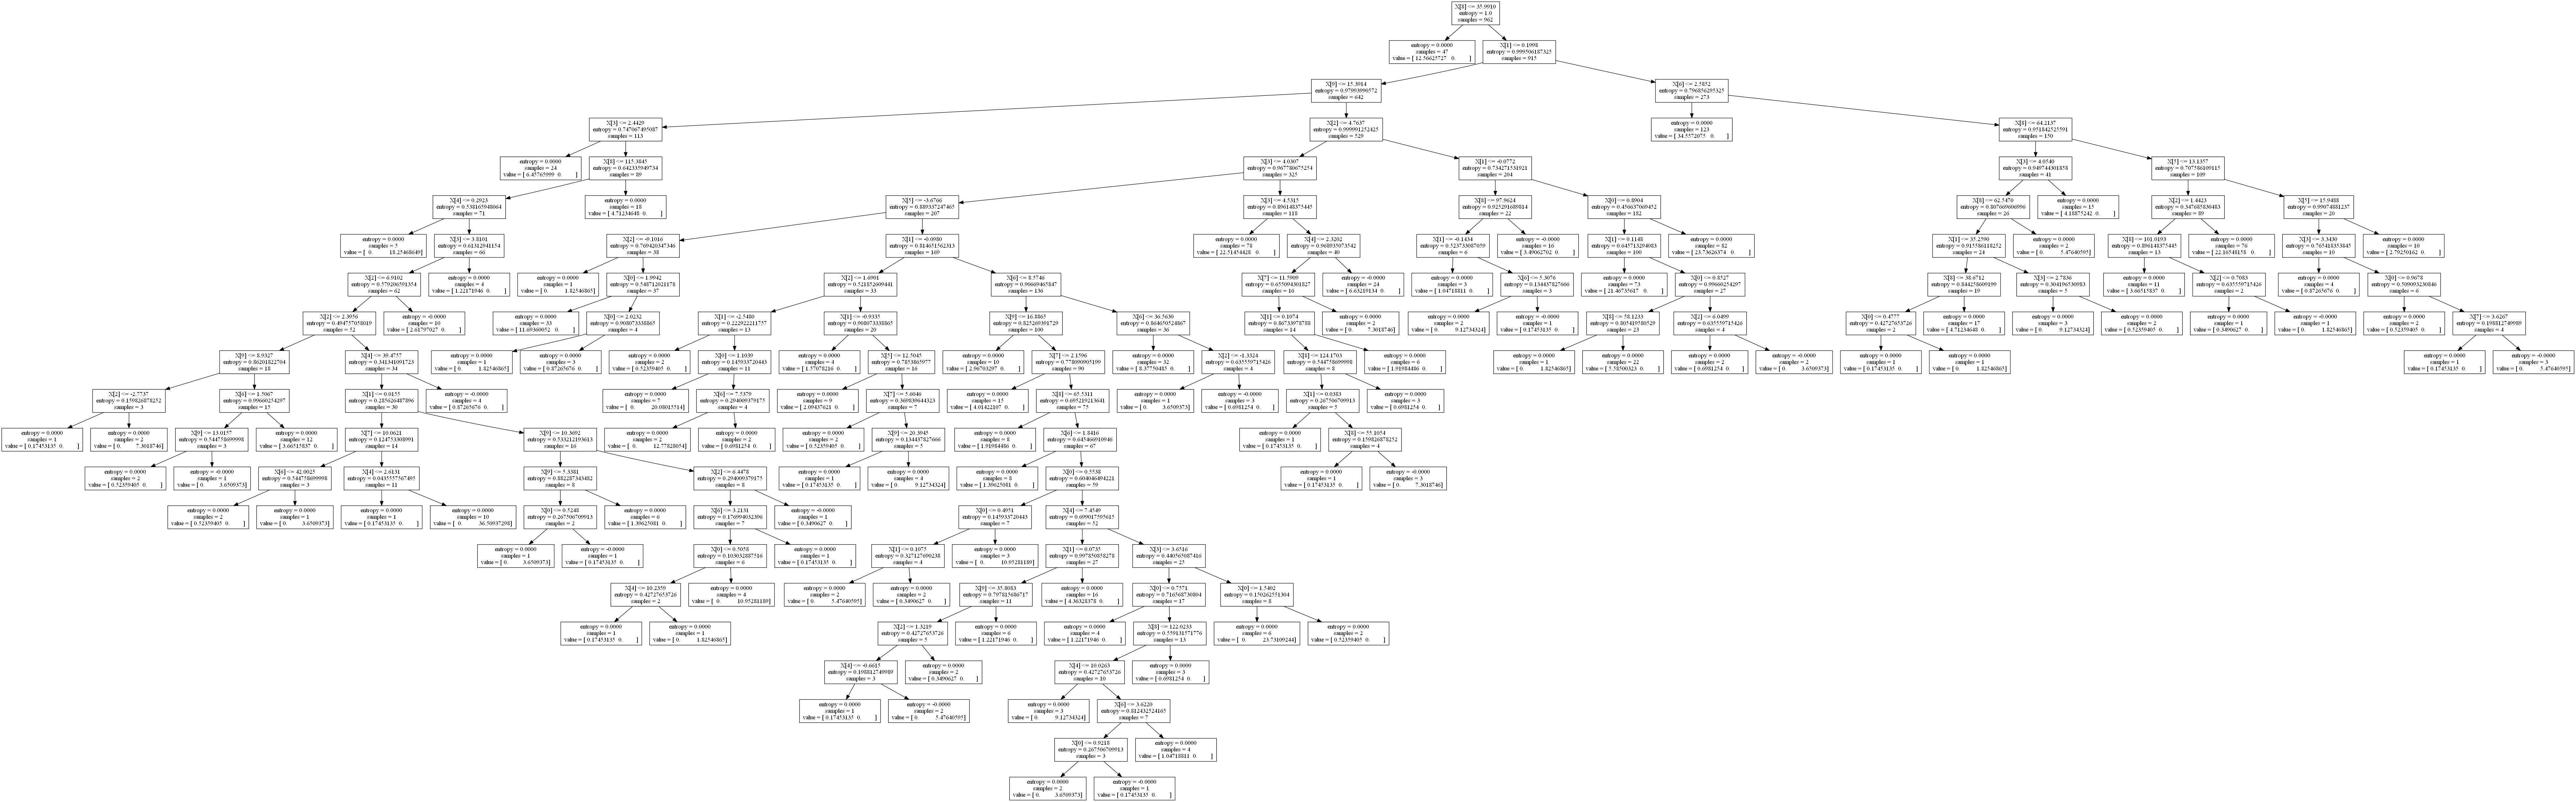 X[8] <= 35.9910
entropy = 1.0
samples = 962
entropy = 0.0000
samples = 47
value = [ 12.56625727 0. ]
X[1] <= 0.1998
entropy = 0.999506187325
samples = 915
X[9] <= 15.3914
entropy = 0.97993990572
samples = 642
X[6] <= 2.5852
entropy = 0.796856295325
samples = 273
X[3] <= 2.4429
entropy = 0.747067495087
samples = 113
X[2] <= 4.7637
entropy = 0.999991252425
samples = 529
entropy = 0.0000
samples = 123
value = [ 34.5572075 0. ]
X[8] <= 64.2137
entropy = 0.951842525591
samples = 150
entropy = 0.0000
samples = 24
value = [ 6.45765999 0. ]
X[8] <= 115.3845
entropy = 0.642335949734
samples = 89
X[3] <= 4.0307
entropy = 0.967780675254
samples = 325
X[1] <= -0.0772
entropy = 0.734271531921
samples = 204
X[3] <= 4.0540
entropy = 0.949744301858
samples = 41
X[5] <= 13.1357
entropy = 0.707586109115
samples = 109
X[4] <= 0.2923
entropy = 0.538165948064
samples = 71
entropy = 0.0000
samples = 18
value = [ 4.71234648 0. ]
X[5] <= -3.6766
entropy = 0.889337247465
samples = 207
X[3] <= 4.5315
entropy = 0.896148375445
samples = 118
X[8] <= 97.9624
entropy = 0.925291689814
samples = 22
X[0] <= 0.8904
entropy = 0.456637069452
samples = 182
X[8] <= 62.5470
entropy = 0.807669606996
samples = 26
entropy = 0.0000
samples = 15
value = [ 4.18875242 0. ]
X[2] <= 1.4423
entropy = 0.347685830483
samples = 89
X[5] <= 15.9488
entropy = 0.99074881237
samples = 20
entropy = 0.0000
samples = 5
value = [ 0. 18.25468649]
X[3] <= 3.8101
entropy = 0.61312941154
samples = 66
X[2] <= -9.1016
entropy = 0.769420347346
samples = 38
X[1] <= -0.0980
entropy = 0.814651562313
samples = 169
entropy = 0.0000
samples = 78
value = [ 22.51454428 0. ]
X[4] <= 2.3202
entropy = 0.968935073542
samples = 40
X[1] <= -0.1434
entropy = 0.523733087059
samples = 6
entropy = -0.0000
samples = 16
value = [ 3.49062702 0. ]
X[1] <= 0.1148
entropy = 0.645713294083
samples = 100
entropy = 0.0000
samples = 82
value = [ 23.73626374 0. ]
X[1] <= 35.2590
entropy = 0.915586118252
samples = 24
entropy = 0.0000
samples = 2
value = [ 0. 5.47640595]
X[8] <= 101.0193
entropy = 0.896148375445
samples = 13
entropy = 0.0000
samples = 76
value = [ 22.16548158 0. ]
X[3] <= 3.3430
entropy = 0.765418353845
samples = 10
entropy = 0.0000
samples = 10
value = [ 2.79250162 0. ]
X[2] <= 6.9102
entropy = 0.579206591354
samples = 62
entropy = 0.0000
samples = 4
value = [ 1.22171946 0. ]
entropy = 0.0000
samples = 1
value = [ 0. 1.82546865]
X[0] <= 1.9942
entropy = 0.548712021178
samples = 37
X[2] <= 1.6901
entropy = 0.521852609441
samples = 33
X[6] <= 8.5746
entropy = 0.99669465847
samples = 136
X[7] <= 11.5909
entropy = 0.655094301827
samples = 16
entropy = -0.0000
samples = 24
value = [ 6.63219134 0. ]
entropy = 0.0000
samples = 3
value = [ 1.04718811 0. ]
X[6] <= 5.3076
entropy = 0.134437827666
samples = 3
entropy = 0.0000
samples = 73
value = [ 21.46735617 0. ]
X[0] <= 0.8527
entropy = 0.99660254297
samples = 27
X[8] <= 38.6712
entropy = 0.844258609199
samples = 19
X[3] <= 2.7836
entropy = 0.304196530983
samples = 5
entropy = 0.0000
samples = 11
value = [ 3.66515837 0. ]
X[2] <= 0.7083
entropy = 0.635559715426
samples = 2
entropy = 0.0000
samples = 4
value = [ 0.87265676 0. ]
X[0] <= 0.9678
entropy = 0.509093230846
samples = 6
X[2] <= 2.3956
entropy = 0.494757058019
samples = 52
entropy = -0.0000
samples = 10
value = [ 2.61797027 0. ]
entropy = 0.0000
samples = 33
value = [ 11.69360052 0. ]
X[0] <= 2.0232
entropy = 0.908073338865
samples = 4
X[1] <= -2.5480
entropy = 0.222922211757
samples = 13
X[1] <= -0.9335
entropy = 0.908073338865
samples = 20
X[9] <= 16.8865
entropy = 0.825269391729
samples = 100
X[6] <= 36.5630
entropy = 0.864650524867
samples = 36
X[1] <= 0.1074
entropy = 0.86733978788
samples = 14
entropy = 0.0000
samples = 2
value = [ 0. 7.3018746]
entropy = 0.0000
samples = 2
value = [ 0. 9.12734324]
entropy = -0.0000
samples = 1
value = [ 0.17453135 0. ]
X[8] <= 58.1233
entropy = 0.805419580529
samples = 23
X[2] <= 6.0499
entropy = 0.635559715426
samples = 4
X[0] <= 0.4777
entropy = 0.42727653726
samples = 2
entropy = 0.0000
samples = 17
value = [ 4.71234648 0. ]
entropy = 0.0000
samples = 3
value = [ 0. 9.12734324]
entropy = 0.0000
samples = 2
value = [ 0.52359405 0. ]
entropy = 0.0000
samples = 1
value = [ 0.3490627 0. ]
entropy = -0.0000
samples = 1
value = [ 0. 1.82546865]
entropy = 0.0000
samples = 2
value = [ 0.52359405 0. ]
X[7] <= 3.6267
entropy = 0.198812749989
samples = 4
X[9] <= 8.9327
entropy = 0.86201822704
samples = 18
X[4] <= 39.4757
entropy = 0.341341091723
samples = 34
entropy = 0.0000
samples = 1
value = [ 0. 1.82546865]
entropy = 0.0000
samples = 3
value = [ 0.87265676 0. ]
entropy = 0.0000
samples = 2
value = [ 0.52359405 0. ]
X[0] <= 1.1039
entropy = 0.145933720443
samples = 11
entropy = 0.0000
samples = 4
value = [ 1.57078216 0. ]
X[5] <= 12.5045
entropy = 0.7853865977
samples = 16
entropy = 0.0000
samples = 10
value = [ 2.96703297 0. ]
X[7] <= 2.1596
entropy = 0.778090905199
samples = 90
entropy = 0.0000
samples = 32
value = [ 8.37750485 0. ]
X[2] <= -1.3324
entropy = 0.635559715426
samples = 4
X[8] <= 124.1703
entropy = 0.544758699998
samples = 8
entropy = 0.0000
samples = 6
value = [ 1.91984486 0. ]
entropy = 0.0000
samples = 1
value = [ 0. 1.82546865]
entropy = 0.0000
samples = 22
value = [ 5.58500323 0. ]
entropy = 0.0000
samples = 2
value = [ 0.6981254 0. ]
entropy = -0.0000
samples = 2
value = [ 0. 3.6509373]
entropy = 0.0000
samples = 1
value = [ 0.17453135 0. ]
entropy = 0.0000
samples = 1
value = [ 0. 1.82546865]
entropy = 0.0000
samples = 1
value = [ 0.17453135 0. ]
entropy = -0.0000
samples = 3
value = [ 0. 5.47640595]
X[2] <= -2.7737
entropy = 0.159826878252
samples = 3
X[6] <= 1.5067
entropy = 0.99660254297
samples = 15
X[1] <= 0.0155
entropy = 0.285626487896
samples = 30
entropy = -0.0000
samples = 4
value = [ 0.87265676 0. ]
entropy = 0.0000
samples = 7
value = [ 0. 20.08015514]
X[6] <= 7.5379
entropy = 0.294009379175
samples = 4
entropy = 0.0000
samples = 9
value = [ 2.09437621 0. ]
X[7] <= 5.6046
entropy = 0.369839644323
samples = 7
entropy = 0.0000
samples = 15
value = [ 4.01422107 0. ]
X[8] <= 65.5311
entropy = 0.695219213641
samples = 75
entropy = 0.0000
samples = 1
value = [ 0. 3.6509373]
entropy = -0.0000
samples = 3
value = [ 0.6981254 0. ]
X[1] <= 0.0383
entropy = 0.267506709913
samples = 5
entropy = 0.0000
samples = 3
value = [ 0.6981254 0. ]
entropy = 0.0000
samples = 1
value = [ 0.17453135 0. ]
entropy = 0.0000
samples = 2
value = [ 0. 7.3018746]
X[9] <= 13.0157
entropy = 0.544758699998
samples = 3
entropy = 0.0000
samples = 12
value = [ 3.66515837 0. ]
X[7] <= 10.0621
entropy = 0.124753308991
samples = 14
X[9] <= 10.3692
entropy = 0.533212193613
samples = 16
entropy = 0.0000
samples = 2
value = [ 0. 12.77828054]
entropy = 0.0000
samples = 2
value = [ 0.6981254 0. ]
entropy = 0.0000
samples = 2
value = [ 0.52359405 0. ]
X[9] <= 20.3945
entropy = 0.134437827666
samples = 5
entropy = 0.0000
samples = 8
value = [ 1.91984486 0. ]
X[6] <= 1.8416
entropy = 0.645466910946
samples = 67
entropy = 0.0000
samples = 1
value = [ 0.17453135 0. ]
X[8] <= 55.1054
entropy = 0.159826878252
samples = 4
entropy = 0.0000
samples = 2
value = [ 0.52359405 0. ]
entropy = -0.0000
samples = 1
value = [ 0. 3.6509373]
X[6] <= 42.0025
entropy = 0.544758699998
samples = 3
X[4] <= 2.6131
entropy = 0.0435557567495
samples = 11
X[9] <= 5.3381
entropy = 0.882287343482
samples = 8
X[2] <= 6.4478
entropy = 0.294009379175
samples = 8
entropy = 0.0000
samples = 1
value = [ 0.17453135 0. ]
entropy = 0.0000
samples = 4
value = [ 0. 9.12734324]
entropy = 0.0000
samples = 8
value = [ 1.39625081 0. ]
X[0] <= 0.5538
entropy = 0.604046494221
samples = 59
entropy = 0.0000
samples = 1
value = [ 0.17453135 0. ]
entropy = -0.0000
samples = 3
value = [ 0. 7.3018746]
entropy = 0.0000
samples = 2
value = [ 0.52359405 0. ]
entropy = 0.0000
samples = 1
value = [ 0. 3.6509373]
entropy = 0.0000
samples = 1
value = [ 0.17453135 0. ]
entropy = 0.0000
samples = 10
value = [ 0. 36.50937298]
X[0] <= 0.5248
entropy = 0.267506709913
samples = 2
entropy = 0.0000
samples = 6
value = [ 1.39625081 0. ]
X[6] <= 3.2131
entropy = 0.176994032396
samples = 7
entropy = -0.0000
samples = 1
value = [ 0.3490627 0. ]
X[0] <= 0.4951
entropy = 0.145933720443
samples = 7
X[4] <= 7.4549
entropy = 0.699017595615
samples = 52
entropy = 0.0000
samples = 1
value = [ 0. 3.6509373]
entropy = -0.0000
samples = 1
value = [ 0.17453135 0. ]
X[0] <= 0.5058
entropy = 0.103032887516
samples = 6
entropy = 0.0000
samples = 1
value = [ 0.17453135 0. ]
X[1] <= 0.1075
entropy = 0.327127690238
samples = 4
entropy = 0.0000
samples = 3
value = [ 0. 10.95281189]
X[1] <= 0.0735
entropy = 0.997850858278
samples = 27
X[3] <= 3.6516
entropy = 0.440565087416
samples = 25
X[4] <= 10.2359
entropy = 0.42727653726
samples = 2
entropy = 0.0000
samples = 4
value = [ 0. 10.95281189]
entropy = 0.0000
samples = 2
value = [ 0. 5.47640595]
entropy = 0.0000
samples = 2
value = [ 0.3490627 0. ]
X[9] <= 35.8083
entropy = 0.797815686717
samples = 11
entropy = 0.0000
samples = 16
value = [ 4.36328378 0. ]
X[0] <= 0.7571
entropy = 0.716568730804
samples = 17
X[0] <= 1.5402
entropy = 0.150262551304
samples = 8
entropy = 0.0000
samples = 1
value = [ 0.17453135 0. ]
entropy = 0.0000
samples = 1
value = [ 0. 1.82546865]
X[2] <= 1.3219
entropy = 0.42727653726
samples = 5
entropy = 0.0000
samples = 6
value = [ 1.22171946 0. ]
entropy = 0.0000
samples = 4
value = [ 1.22171946 0. ]
X[8] <= 122.0233
entropy = 0.559131571776
samples = 13
entropy = 0.0000
samples = 6
value = [ 0. 23.73109244]
entropy = 0.0000
samples = 2
value = [ 0.52359405 0. ]
X[4] <= -0.6615
entropy = 0.198812749989
samples = 3
entropy = 0.0000
samples = 2
value = [ 0.3490627 0. ]
X[4] <= 10.0263
entropy = 0.42727653726
samples = 10
entropy = 0.0000
samples = 3
value = [ 0.6981254 0. ]
entropy = 0.0000
samples = 1
value = [ 0.17453135 0. ]
entropy = -0.0000
samples = 2
value = [ 0. 5.47640595]
entropy = 0.0000
samples = 3
value = [ 0. 9.12734324]
X[6] <= 3.6220
entropy = 0.812432524165
samples = 7
X[0] <= 0.9218
entropy = 0.267506709913
samples = 3
entropy = 0.0000
samples = 4
value = [ 1.04718811 0. ]
entropy = 0.0000
samples = 2
value = [ 0. 3.6509373]
entropy = -0.0000
samples = 1
value = [ 0.17453135 0. ]